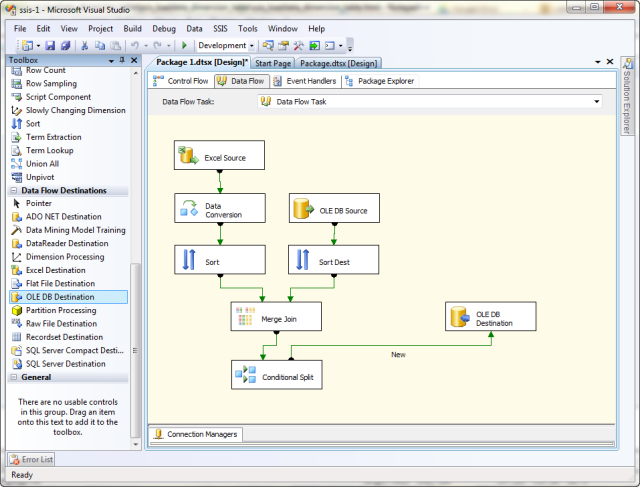 ssis-1 - Microsoft Visual Studio
File Edit View Project Build Debug Data SSIS Tools Window Help
Development
Toolbox
Package 1.dtsx [Design]* Start Page Package.dtsx [Design]
Row Count
Row Sampling
Script Component
Slowly Changing Dimension
Sort
Term Extraction
Term Lookup
Union All
Unpivot
Data Flow Destinations
Pointer
ADO NET Destination
Data Mining Model Training
DataReader Destination
Dimension Processing
Excel Destination
Flat File Destination
OLE DB Destination
Partition Processing
Raw File Destination
Recordset Destination
SQL Server Compact Desti...
SQL Server Destination
General
There are no usable controls
in this group. Drag an item
onto this text to add it to the
toolbox.
Control Flow Data Flow Event Handlers Package Explorer
Data Flow Task: Data Flow Task
Excel Source
Data
Conversion
OLE DB Source
Sort
Sort Dest
Merge Join
OLE DB
Destination
New
Conditional Split
Connection Managers
Solution Explorer
Error List
Ready